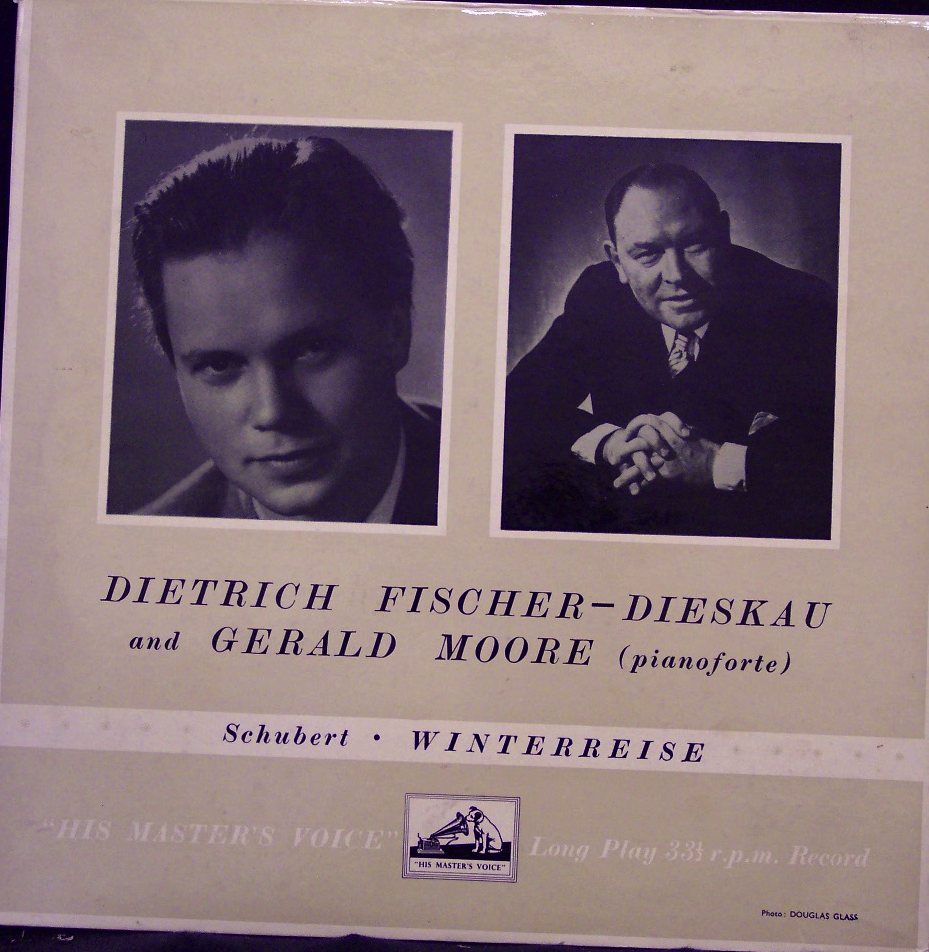 DIETRICH FISCHER-DIESKAU
and GERALD MOORE (pianoforte)
Schubert · WINTERREISE
"HIS MASTER'S VOICE" Long Play 33⅓ r.p.m. Record
"HIS MASTER'S VOICE"
Photo: DOUGLAS GLASS